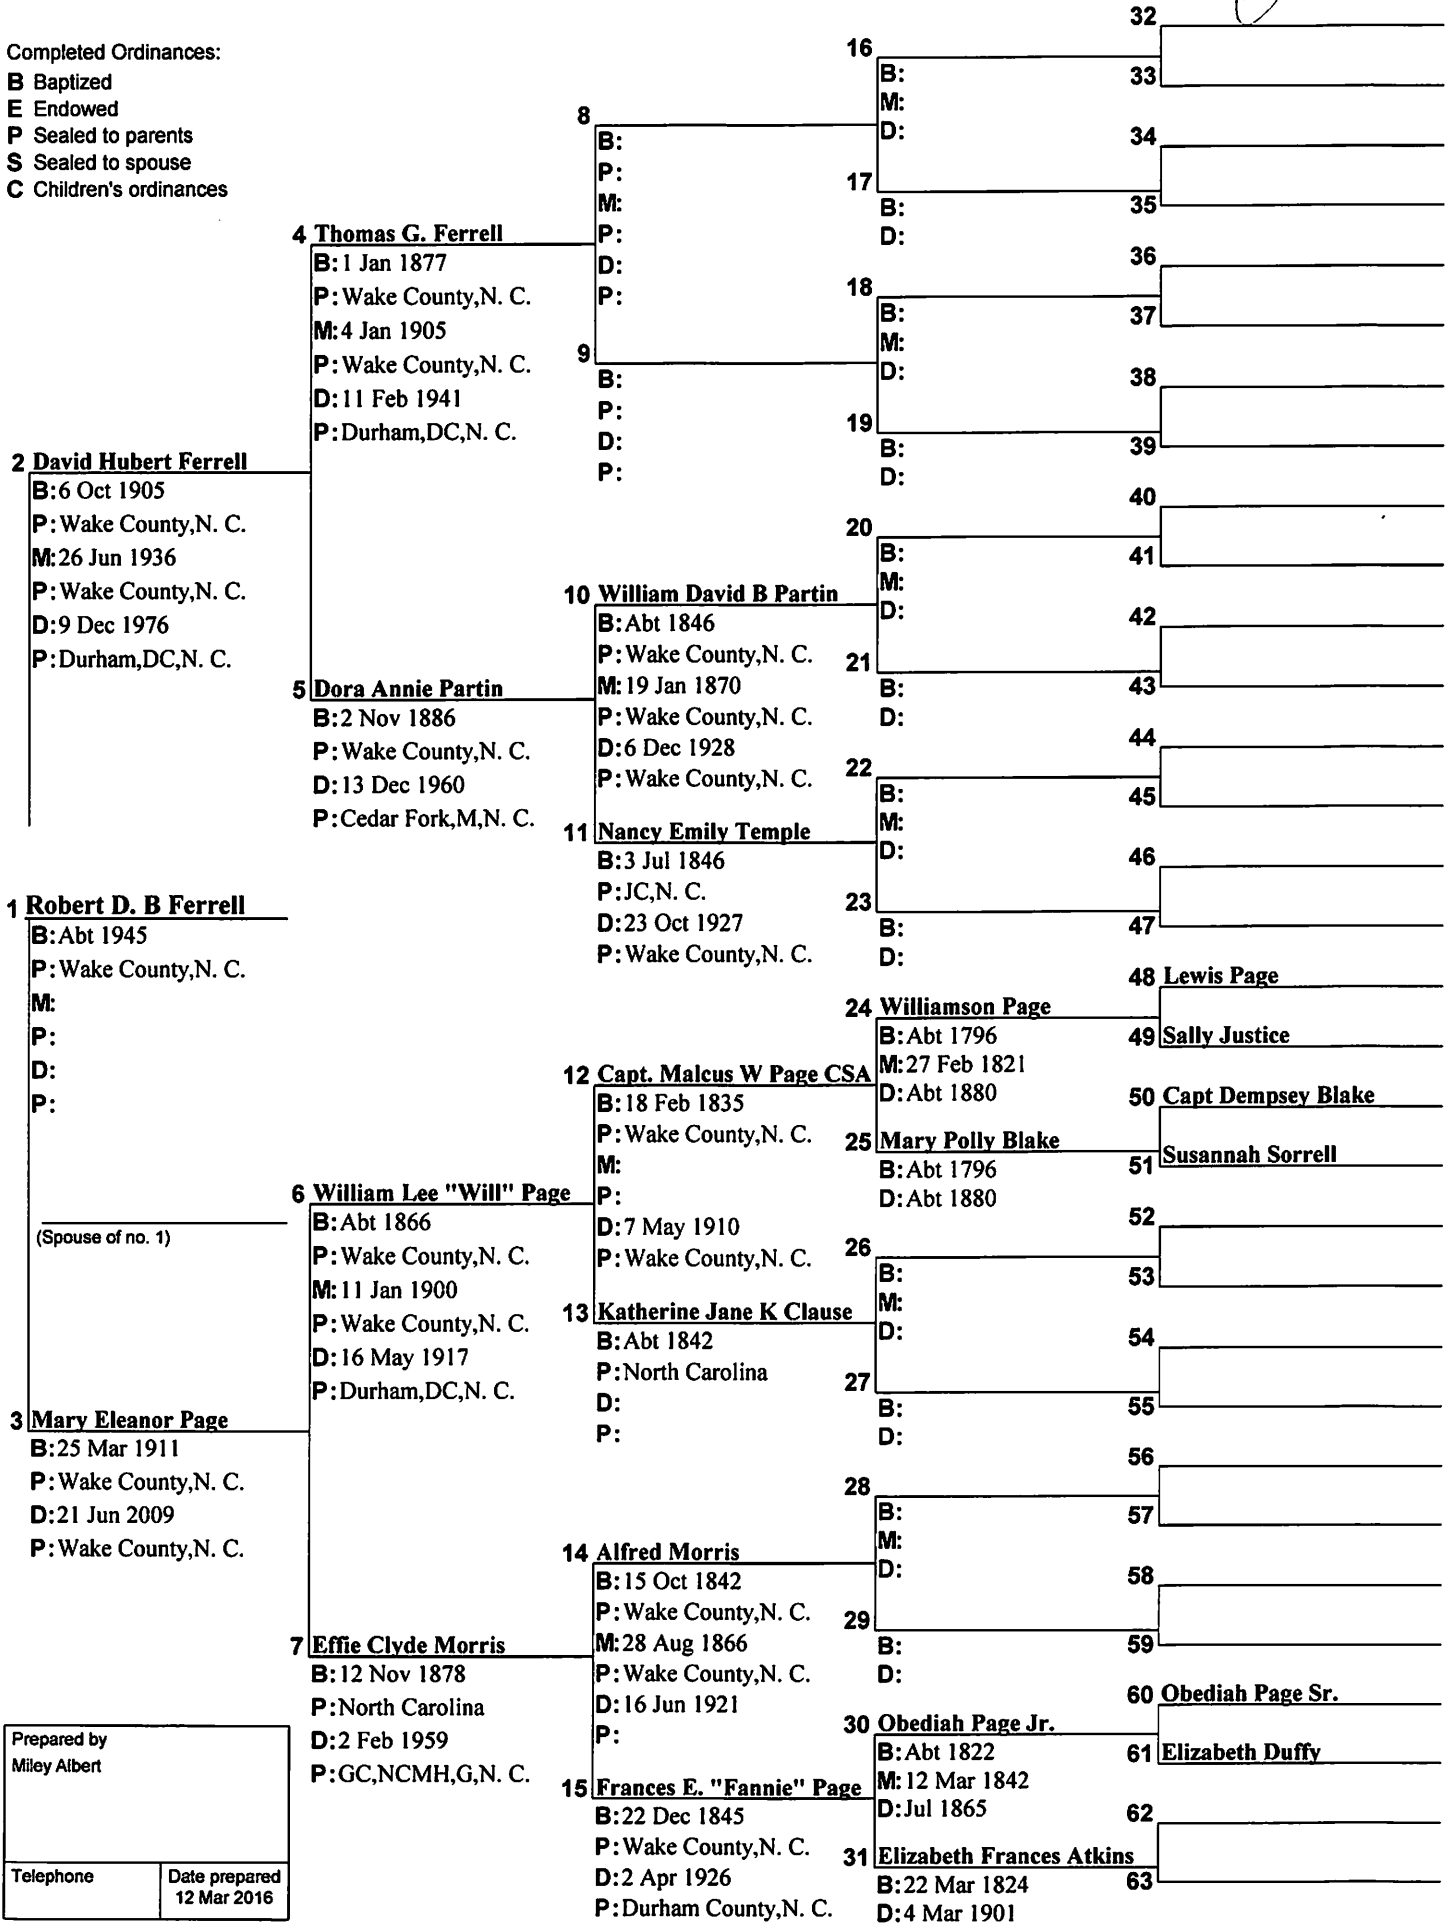 Completed Ordinances:
B Baptized
E Endowed
P Sealed to parents
S Sealed to spouse
C Children's ordinances
1 Robert D. B Ferrell
B: Abt 1945
P: Wake County,N. C.
M:
P:
D:
P:
(Spouse of no. 1)
2 David Hubert Ferrell
B: 6 Oct 1905
P: Wake County,N. C.
M: 26 Jun 1936
P: Wake County,N. C.
D: 9 Dec 1976
P: Durham,DC,N. C.
3 Mary Eleanor Page
B: 25 Mar 1911
P: Wake County,N. C.
D: 21 Jun 2009
P: Wake County,N. C.
4 Thomas G. Ferrell
B: 1 Jan 1877
P: Wake County,N. C.
M: 4 Jan 1905
P: Wake County,N. C.
D: 11 Feb 1941
P: Durham,DC,N. C.
5 Dora Annie Partin
B: 2 Nov 1886
P: Wake County,N. C.
D: 13 Dec 1960
P: Cedar Fork,M,N. C.
6 William Lee "Will" Page
B: Abt 1866
P: Wake County,N. C.
M: 11 Jan 1900
P: Wake County,N. C.
D: 16 May 1917
P: Durham,DC,N. C.
7 Effie Clyde Morris
B: 12 Nov 1878
P: North Carolina
D: 2 Feb 1959
P: GC,NCMH,G,N. C.
8
B:
P:
M:
P:
D:
P:
9
B:
P:
D:
P:
10 William David B Partin
B: Abt 1846
P: Wake County,N. C.
M: 19 Jan 1870
P: Wake County,N. C.
D: 6 Dec 1928
P: Wake County,N. C.
11 Nancy Emily Temple
B: 3 Jul 1846
P: JC,N. C.
D: 23 Oct 1927
P: Wake County,N. C.
12 Capt. Malcus W Page CSA
B: 18 Feb 1835
P: Wake County,N. C.
M:
P:
D: 7 May 1910
P: Wake County,N. C.
13 Katherine Jane K Clause
B: Abt 1842
P: North Carolina
D:
P:
14 Alfred Morris
B: 15 Oct 1842
P: Wake County,N. C.
M: 28 Aug 1866
P: Wake County,N. C.
D: 16 Jun 1921
P:
15 Frances E. "Fannie" Page
B: 22 Dec 1845
P: Wake County,N. C.
D: 2 Apr 1926
P: Durham County,N. C.
16
B:
M:
D:
17
B:
D:
18
B:
M:
D:
19
B:
D:
20
B:
M:
D:
21
B:
D:
22
B:
M:
D:
23
B:
D:
24 Williamson Page
B: Abt 1796
M: 27 Feb 1821
D: Abt 1880
25 Mary Polly Blake
B: Abt 1796
D: Abt 1880
26
B:
M:
D:
27
B:
D:
28
B:
M:
D:
29
B:
D:
30 Obediah Page Jr.
B: Abt 1822
M: 12 Mar 1842
D: Jul 1865
31 Elizabeth Frances Atkins
B: 22 Mar 1824
D: 4 Mar 1901
32
33
34
35
36
37
38
39
40
41
42
43
44
45
46
47
48 Lewis Page
49 Sally Justice
50 Capt Dempsey Blake
51 Susannah Sorrell
52
53
54
55
56
57
58
59
60 Obediah Page Sr.
61 Elizabeth Duffy
62
63
Prepared by
Miley Albert
Telephone
Date prepared
12 Mar 2016